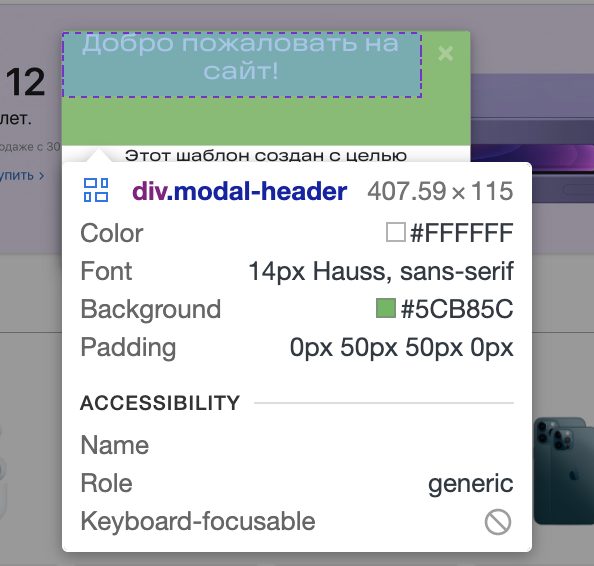 Добро пожаловать на
сайт!
×
12
лет.
одаже с 30
упить >
Этот шаблон создан с целью
div.modal-header 407.59×115
Color #FFFFFF
Font 14px Hauss, sans-serif
Background #5CB85C
Padding 0px 50px 50px 0px
ACCESSIBILITY
Name
Role generic
Keyboard-focusable